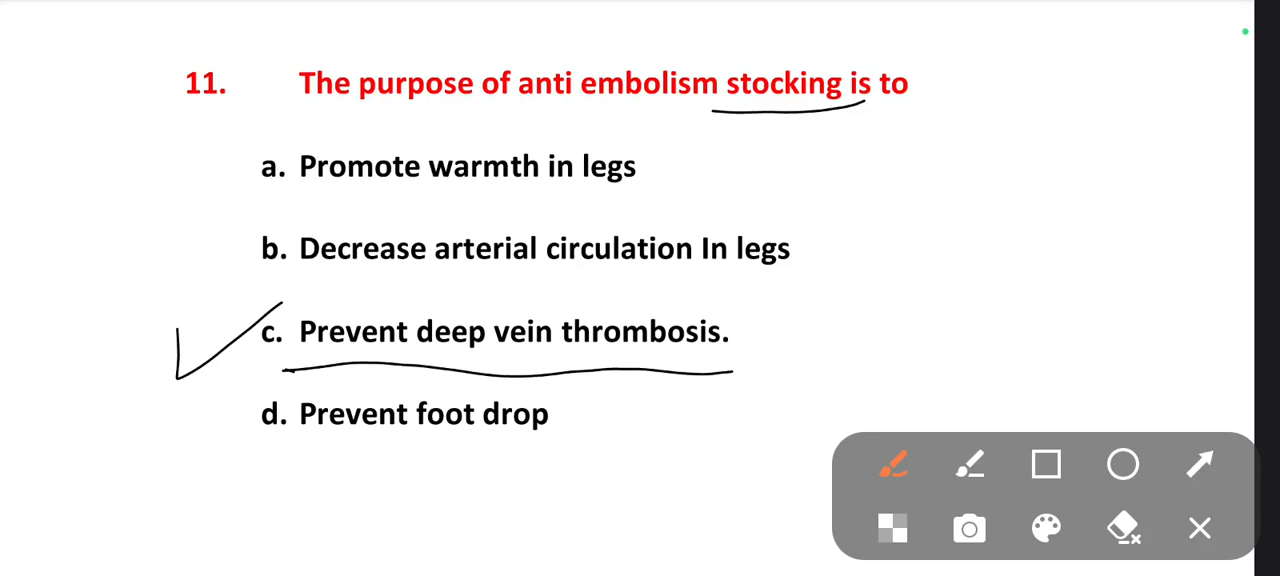 11. The purpose of anti embolism stocking is to
a. Promote warmth in legs
b. Decrease arterial circulation In legs
c. Prevent deep vein thrombosis.
d. Prevent foot drop